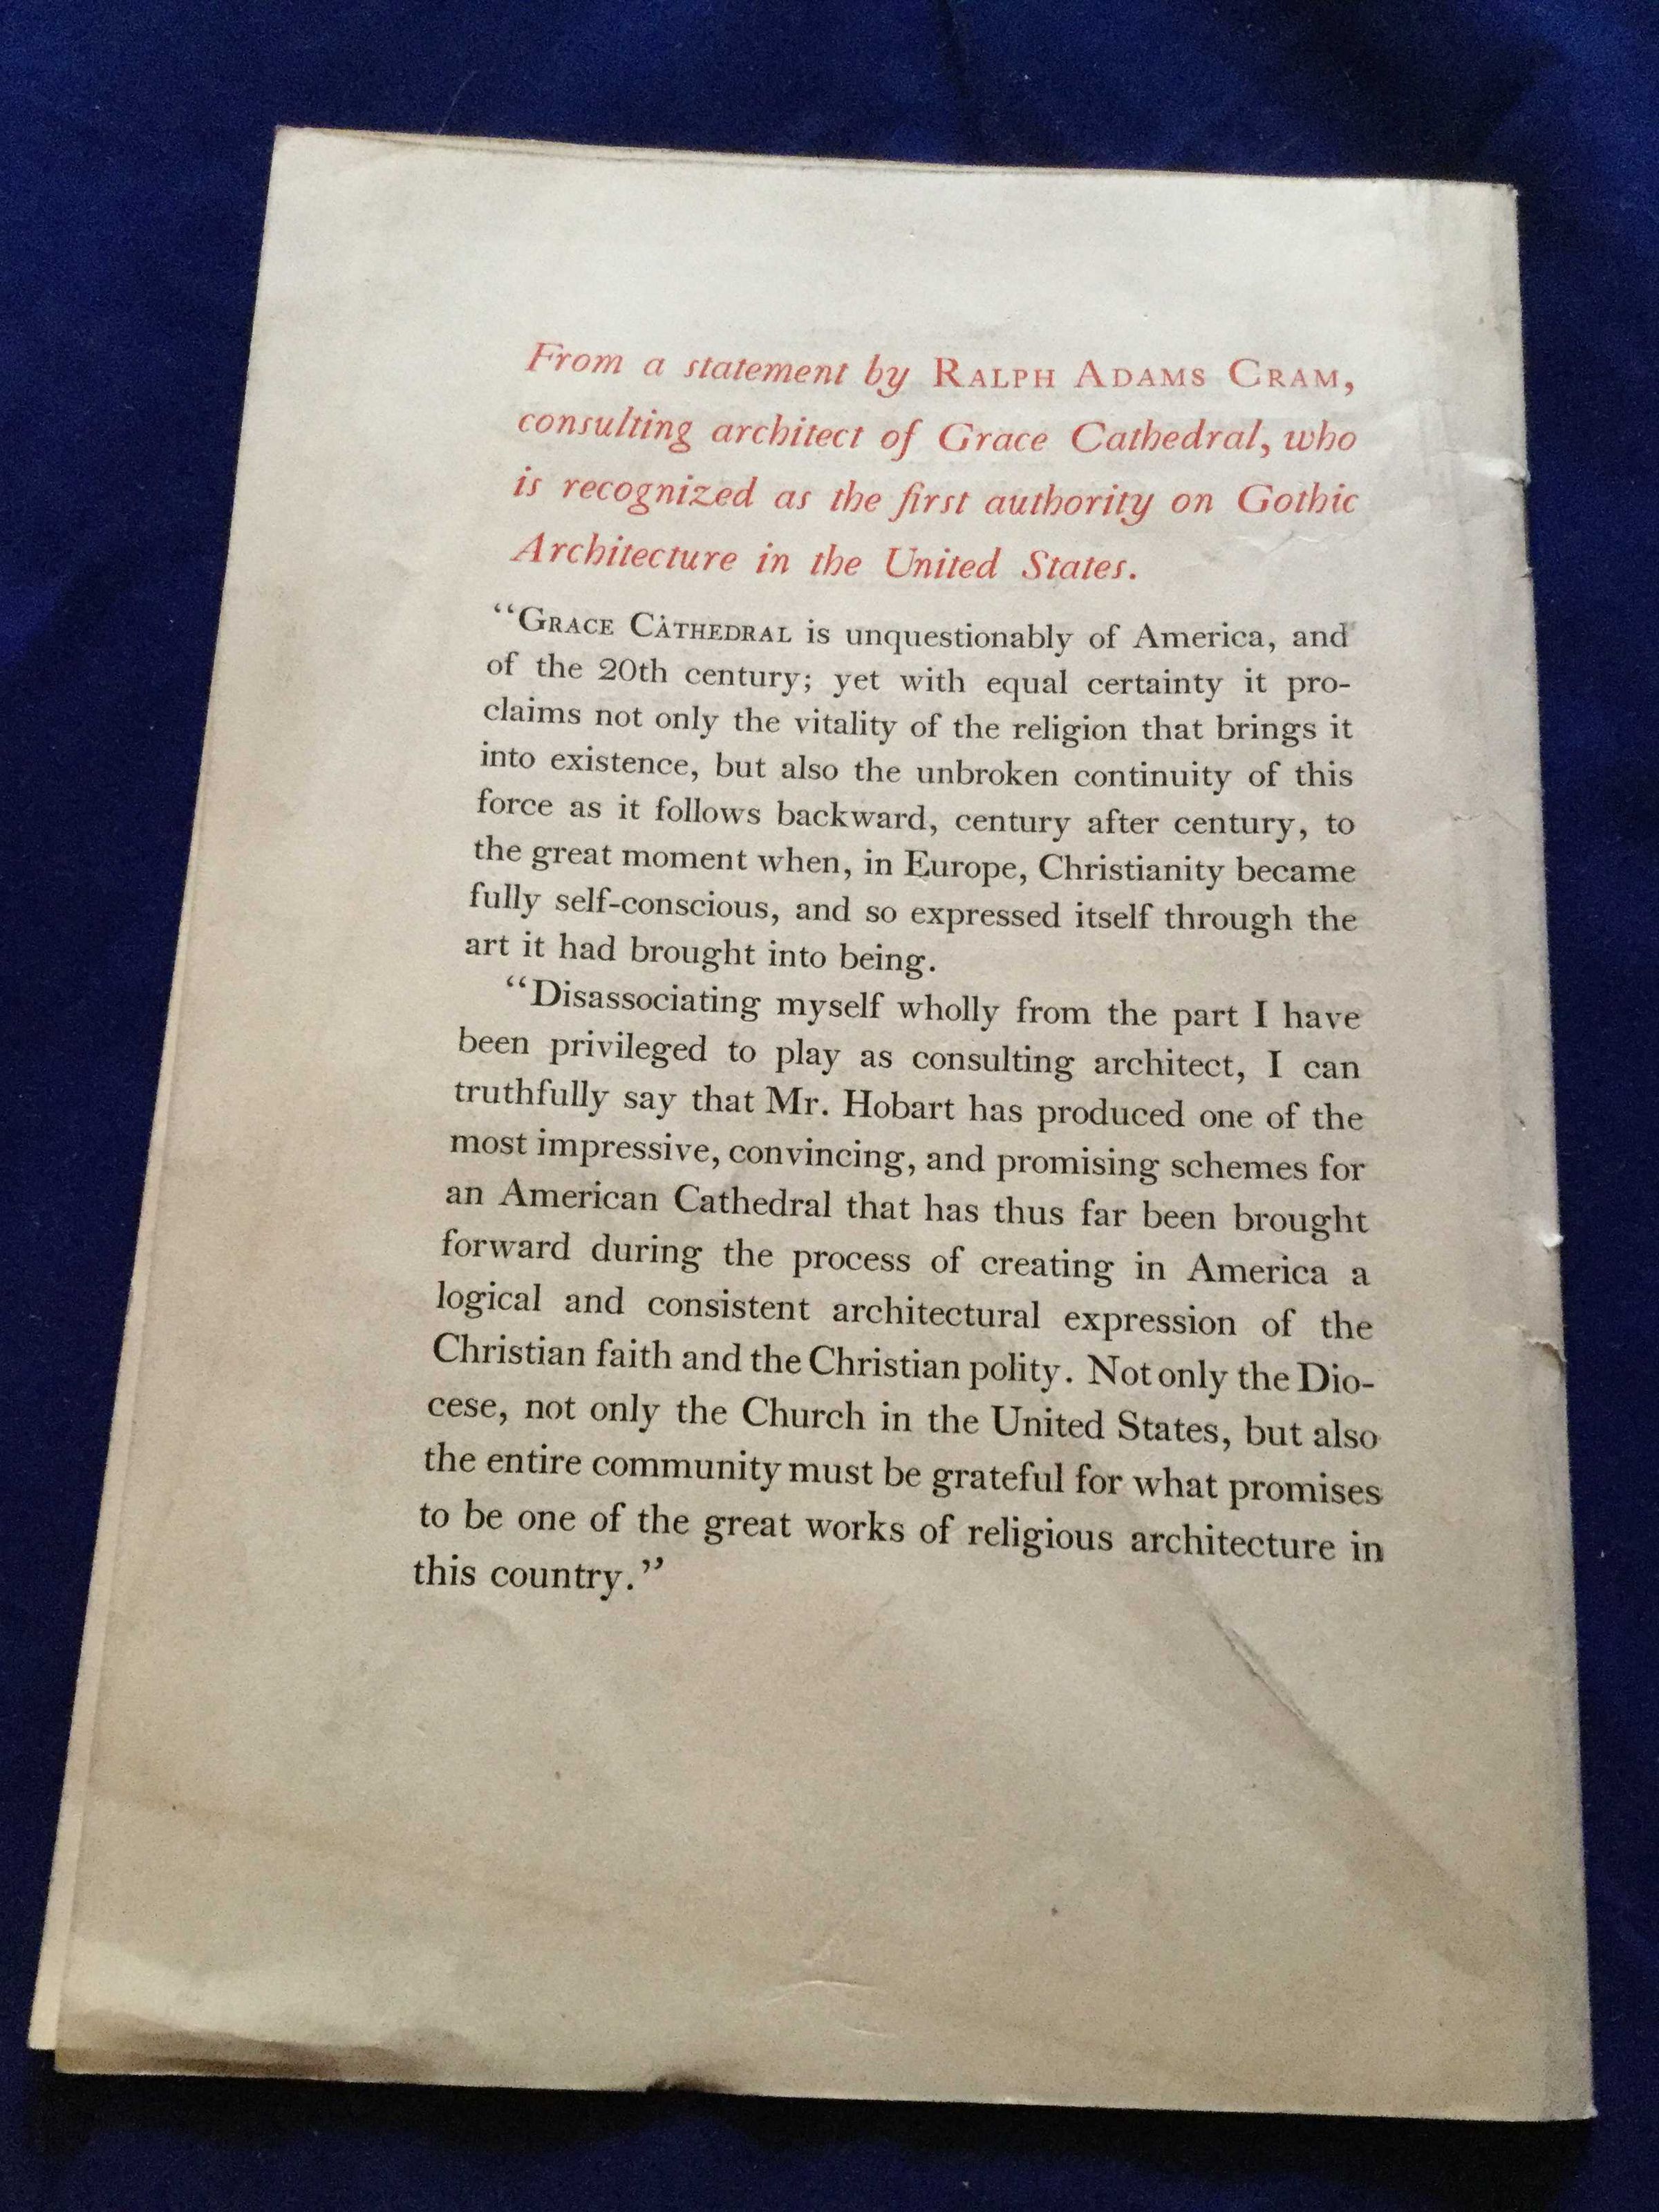 From a statement by RALPH ADAMS CRAM,
consulting architect of Grace Cathedral, who
is recognized as the first authority on Gothic
Architecture in the United States.
“GRACE CATHEDRAL is unquestionably of America, and
of the 20th century; yet with equal certainty it pro-
claims not only the vitality of the religion that brings it
into existence, but also the unbroken continuity of this
force as it follows backward, century after century, to
the great moment when, in Europe, Christianity became
fully self-conscious, and so expressed itself through the
art it had brought into being.
“Disassociating myself wholly from the part I have
been privileged to play as consulting architect, I can
truthfully say that Mr. Hobart has produced one of the
most impressive, convincing, and promising schemes for
an American Cathedral that has thus far been brought
forward during the process of creating in America a
logical and consistent architectural expression of the
Christian faith and the Christian polity. Not only the Dio-
cese, not only the Church in the United States, but also
the entire community must be grateful for what promises
to be one of the great works of religious architecture in
this country.”